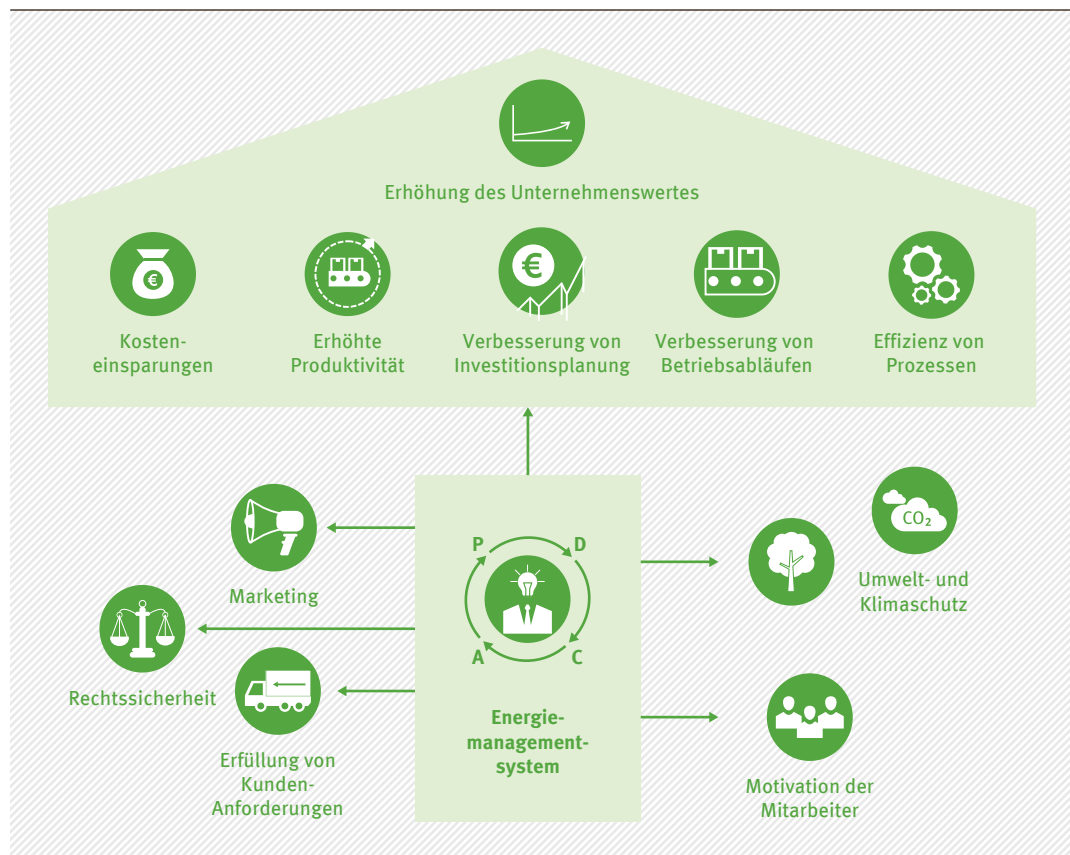 Erhöhung des Unternehmenswertes
€
€
Kosten-
einsparungen
Erhöhte
Produktivität
Verbesserung von
Investitionsplanung
Verbesserung von
Betriebsabläufen
Effizienz von
Prozessen
Marketing
Rechtssicherheit
Erfüllung von
Kunden-
Anforderungen
P
D
A
C
Energie-
management-
system
CO₂
Umwelt- und
Klimaschutz
Motivation der
Mitarbeiter